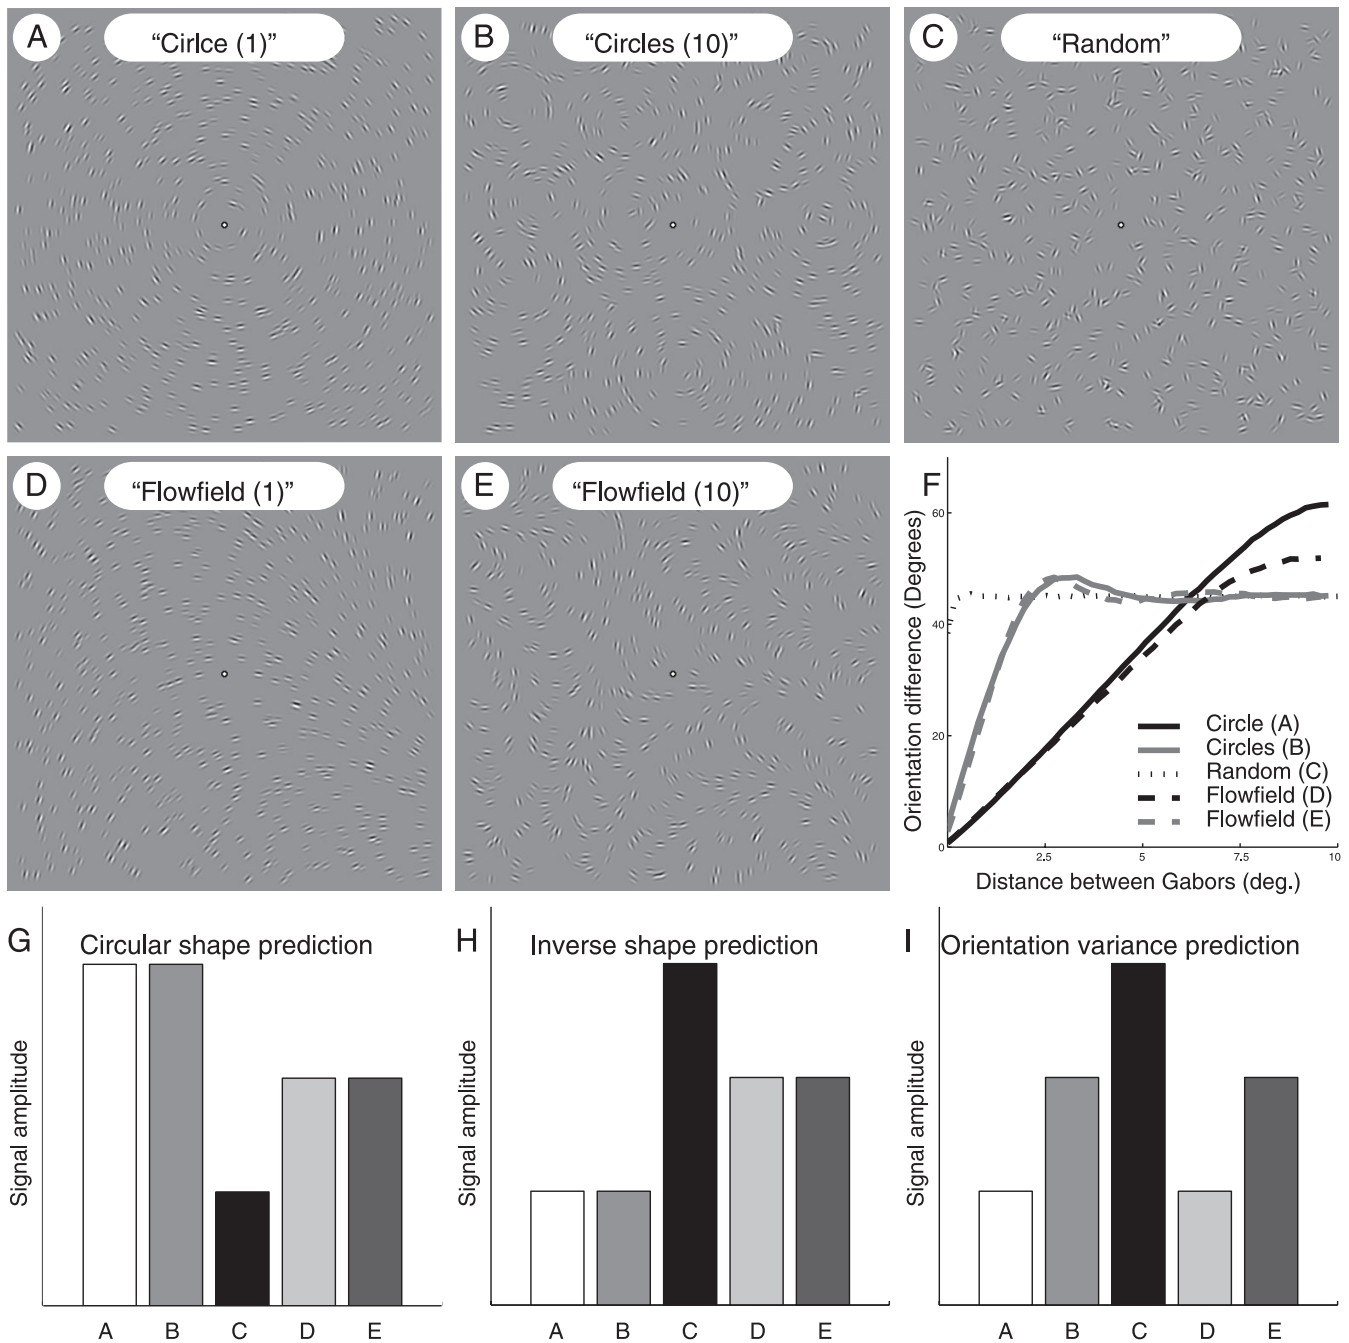 A
“Cirlce (1)”
B
“Circles (10)”
C
“Random”
D
“Flowfield (1)”
E
“Flowfield (10)”
F
Orientation difference (Degrees)
60
40
20
0
2.5
5
7.5
10
Distance between Gabors (deg.)
Circle (A)
Circles (B)
Random (C)
Flowfield (D)
Flowfield (E)
G
Circular shape prediction
Signal amplitude
A B C D E
H
Inverse shape prediction
Signal amplitude
A B C D E
I
Orientation variance prediction
Signal amplitude
A B C D E